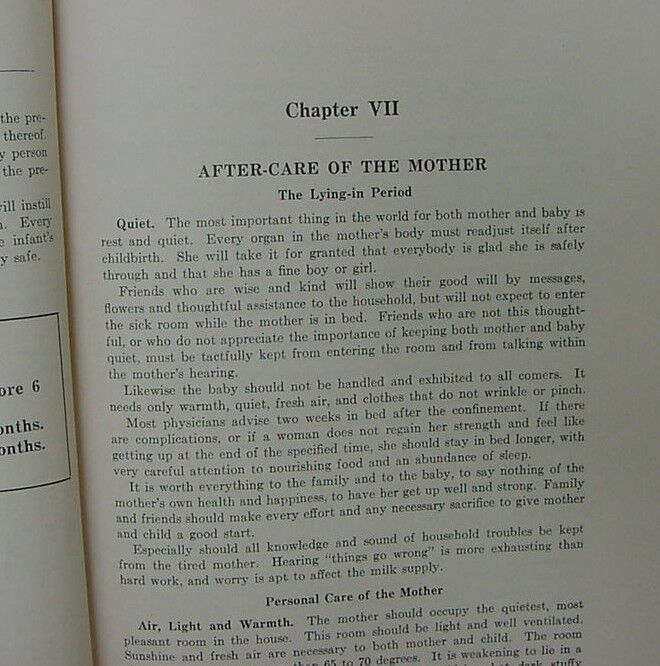 the pre-
thereof.
y person
the pre-
ill instill
n. Every
e infant's
y safe.
ore 6
onths.
onths.
Chapter VII
AFTER-CARE OF THE MOTHER
The Lying-in Period
Quiet. The most important thing in the world for both mother and baby is
rest and quiet. Every organ in the mother's body must readjust itself after
childbirth. She will take it for granted that everybody is glad she is safely
through and that she has a fine boy or girl.
Friends who are wise and kind will show their good will by messages,
flowers and thoughtful assistance to the household, but will not expect to enter
the sick room while the mother is in bed. Friends who are not this thought-
ful, or who do not appreciate the importance of keeping both mother and baby
quiet, must be tactfully kept from entering the room and from talking within
the mother's hearing.
Likewise the baby should not be handled and exhibited to all comers. It
needs only warmth, quiet, fresh air, and clothes that do not wrinkle or pinch.
Most physicians advise two weeks in bed after the confinement. If there
are complications, or if a woman does not regain her strength and feel like
getting up at the end of the specified time, she should stay in bed longer, with
very careful attention to nourishing food and an abundance of sleep.
It is worth everything to the family and to the baby, to say nothing of the
mother's own health and happiness, to have her get up well and strong. Family
and friends should make every effort and any necessary sacrifice to give mother
and child a good start.
Especially should all knowledge and sound of household troubles be kept
from the tired mother. Hearing "things go wrong" is more exhausting than
hard work, and worry is apt to affect the milk supply.
Personal Care of the Mother
Air, Light and Warmth. The mother should occupy the quietest, most
pleasant room in the house. This room should be light and well ventilated.
Sunshine and fresh air are necessary to both mother and child. The room
than 65 to 70 degrees. It is weakening to lie in a
dark stuffy